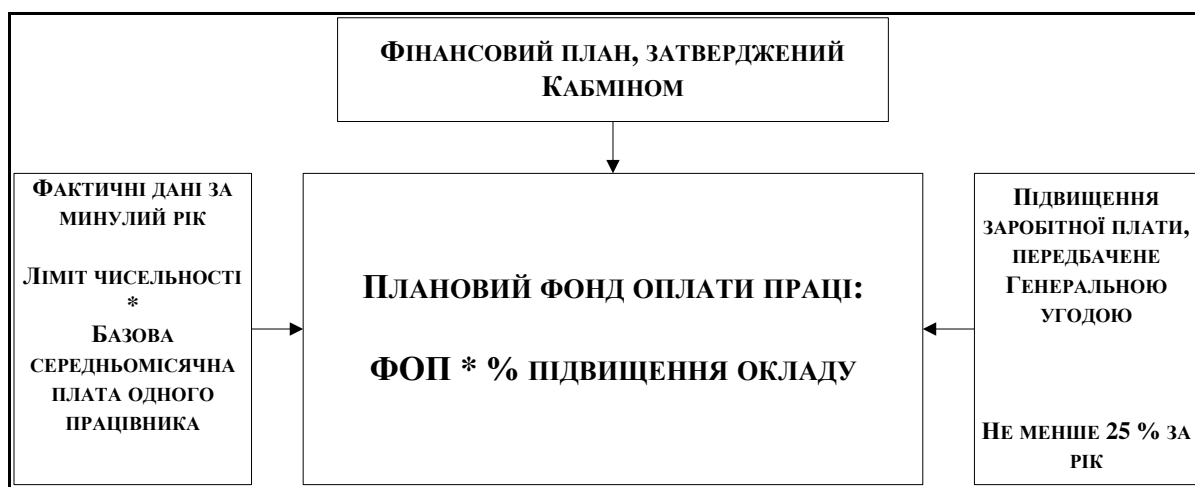 ФІНАНСОВИЙ ПЛАН, ЗАТВЕРДЖЕНИЙ
КАБМІНОМ
ФАКТИЧНІ ДАНІ ЗА
МИНУЛИЙ РІК
ЛІМІТ ЧИСЕЛЬНОСТІ
*
БАЗОВА
СЕРЕДНЬОМІСЯЧНА
ПЛАТА ОДНОГО
ПРАЦІВНИКА
ПЛАНОВИЙ ФОНД ОПЛАТИ ПРАЦІ:
ФОП * % ПІДВИЩЕННЯ ОКЛАДУ
ПІДВИЩЕННЯ
ЗАРОБІТНОЇ ПЛАТИ,
ПЕРЕДБАЧЕНЕ
ГЕНЕРАЛЬНОЮ
УГОДОЮ
НЕ МЕНШЕ 25 % ЗА
РІК